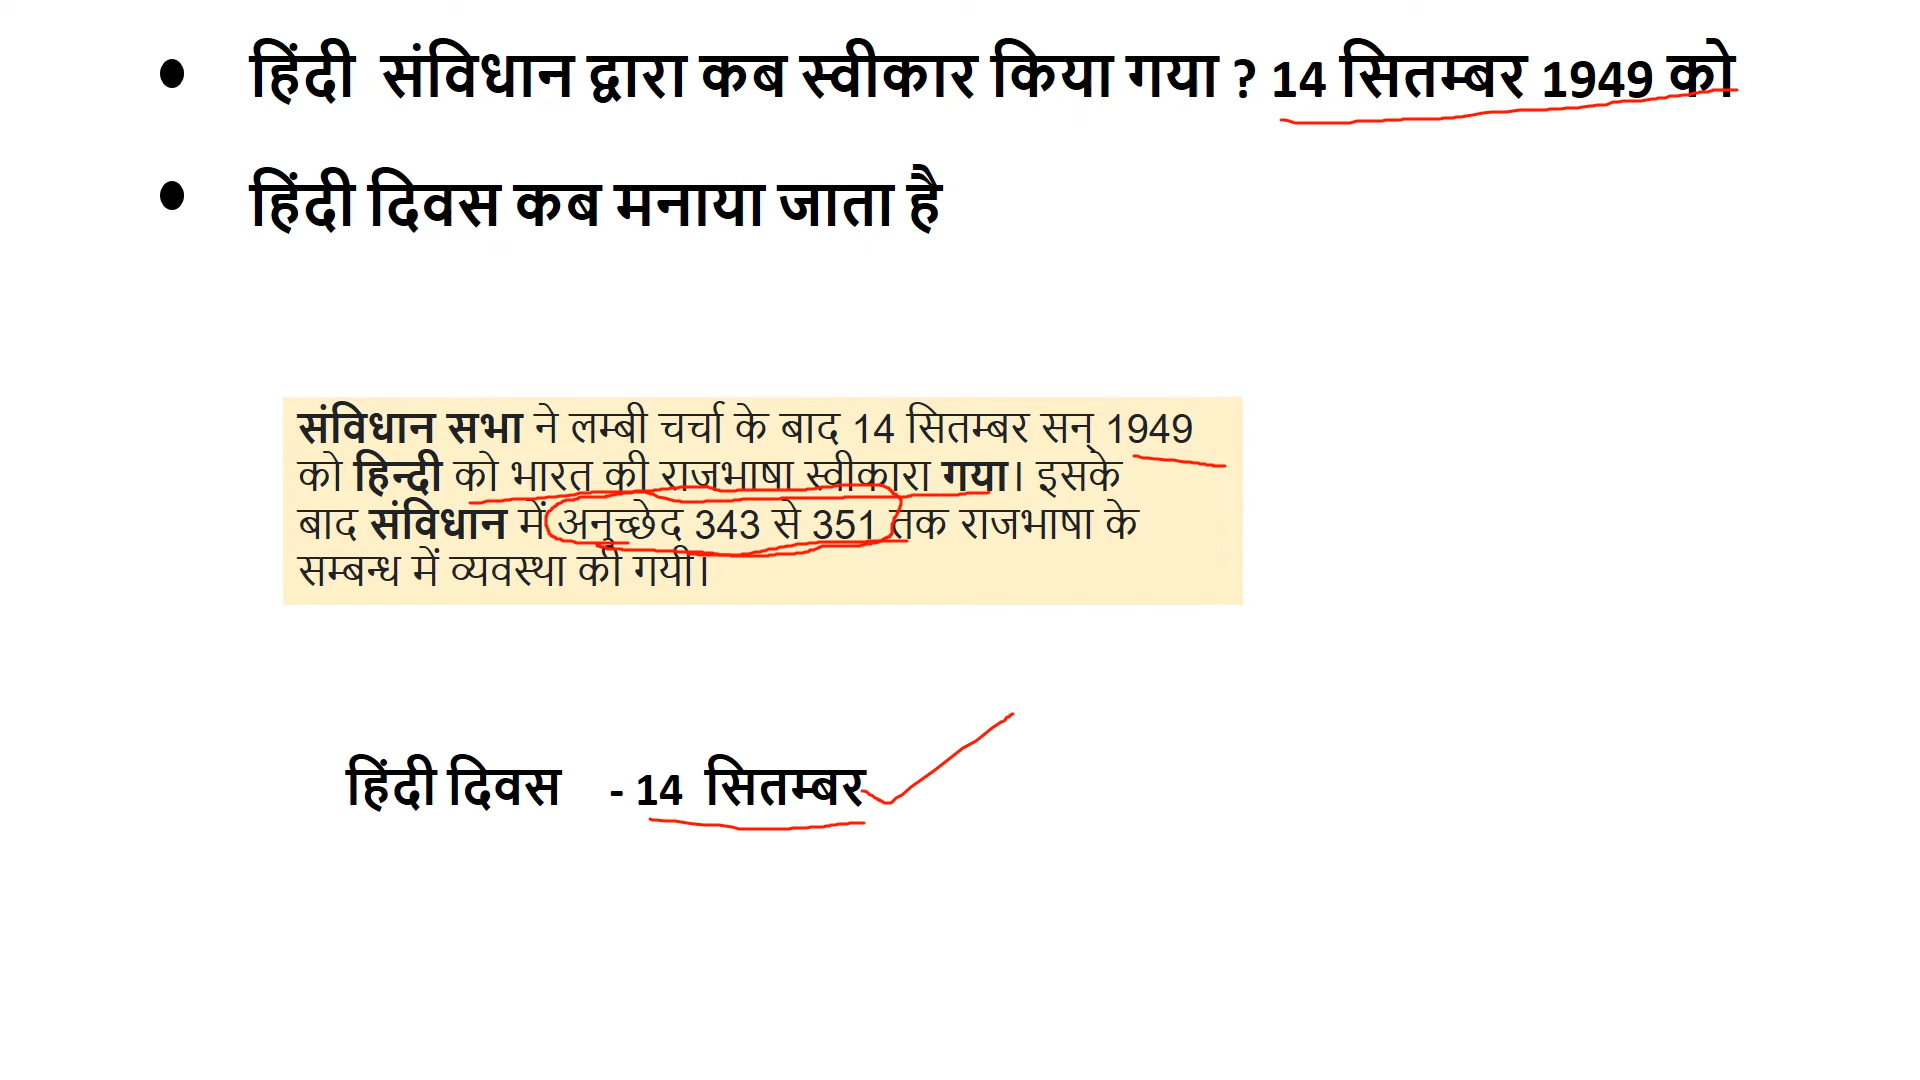 • हिंदी संविधान द्वारा कब स्वीकार किया गया ? 14 सितम्बर 1949 को
• हिंदी दिवस कब मनाया जाता है
संविधान सभा ने लम्बी चर्चा के बाद 14 सितम्बर सन् 1949
को हिन्दी को भारत की राजभाषा स्वीकारा गया। इसके
बाद संविधान में अनुच्छेद 343 से 351 तक राजभाषा के
सम्बन्ध में व्यवस्था की गयी।
हिंदी दिवस - 14 सितम्बर